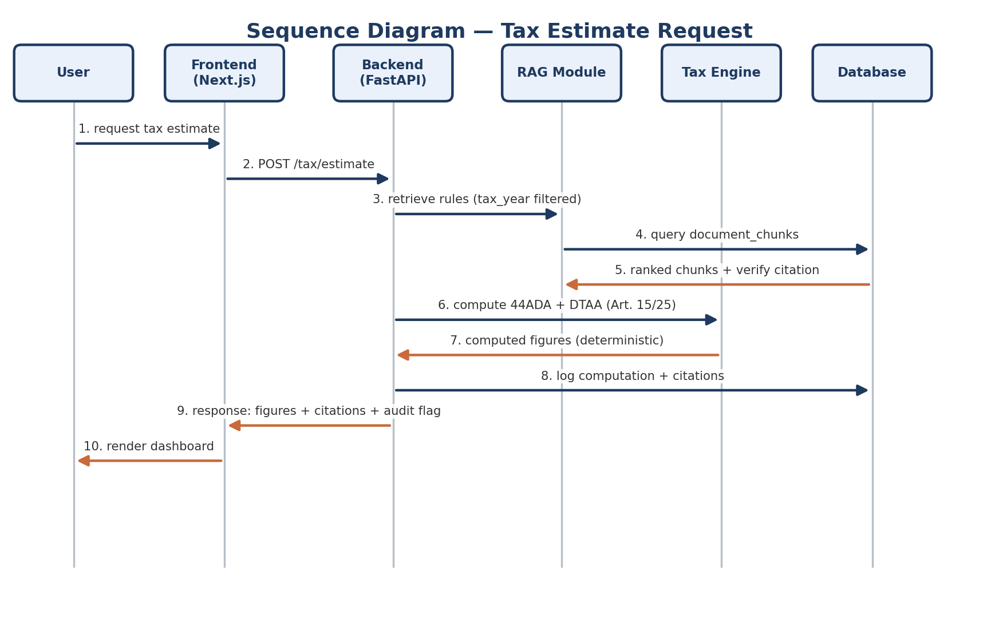 Sequence Diagram — Tax Estimate Request
User
Frontend
(Next.js)
Backend
(FastAPI)
RAG Module
Tax Engine
Database
1. request tax estimate
2. POST /tax/estimate
3. retrieve rules (tax_year filtered)
4. query document_chunks
5. ranked chunks + verify citation
6. compute 44ADA + DTAA (Art. 15/25)
7. computed figures (deterministic)
8. log computation + citations
9. response: figures + citations + audit flag
10. render dashboard